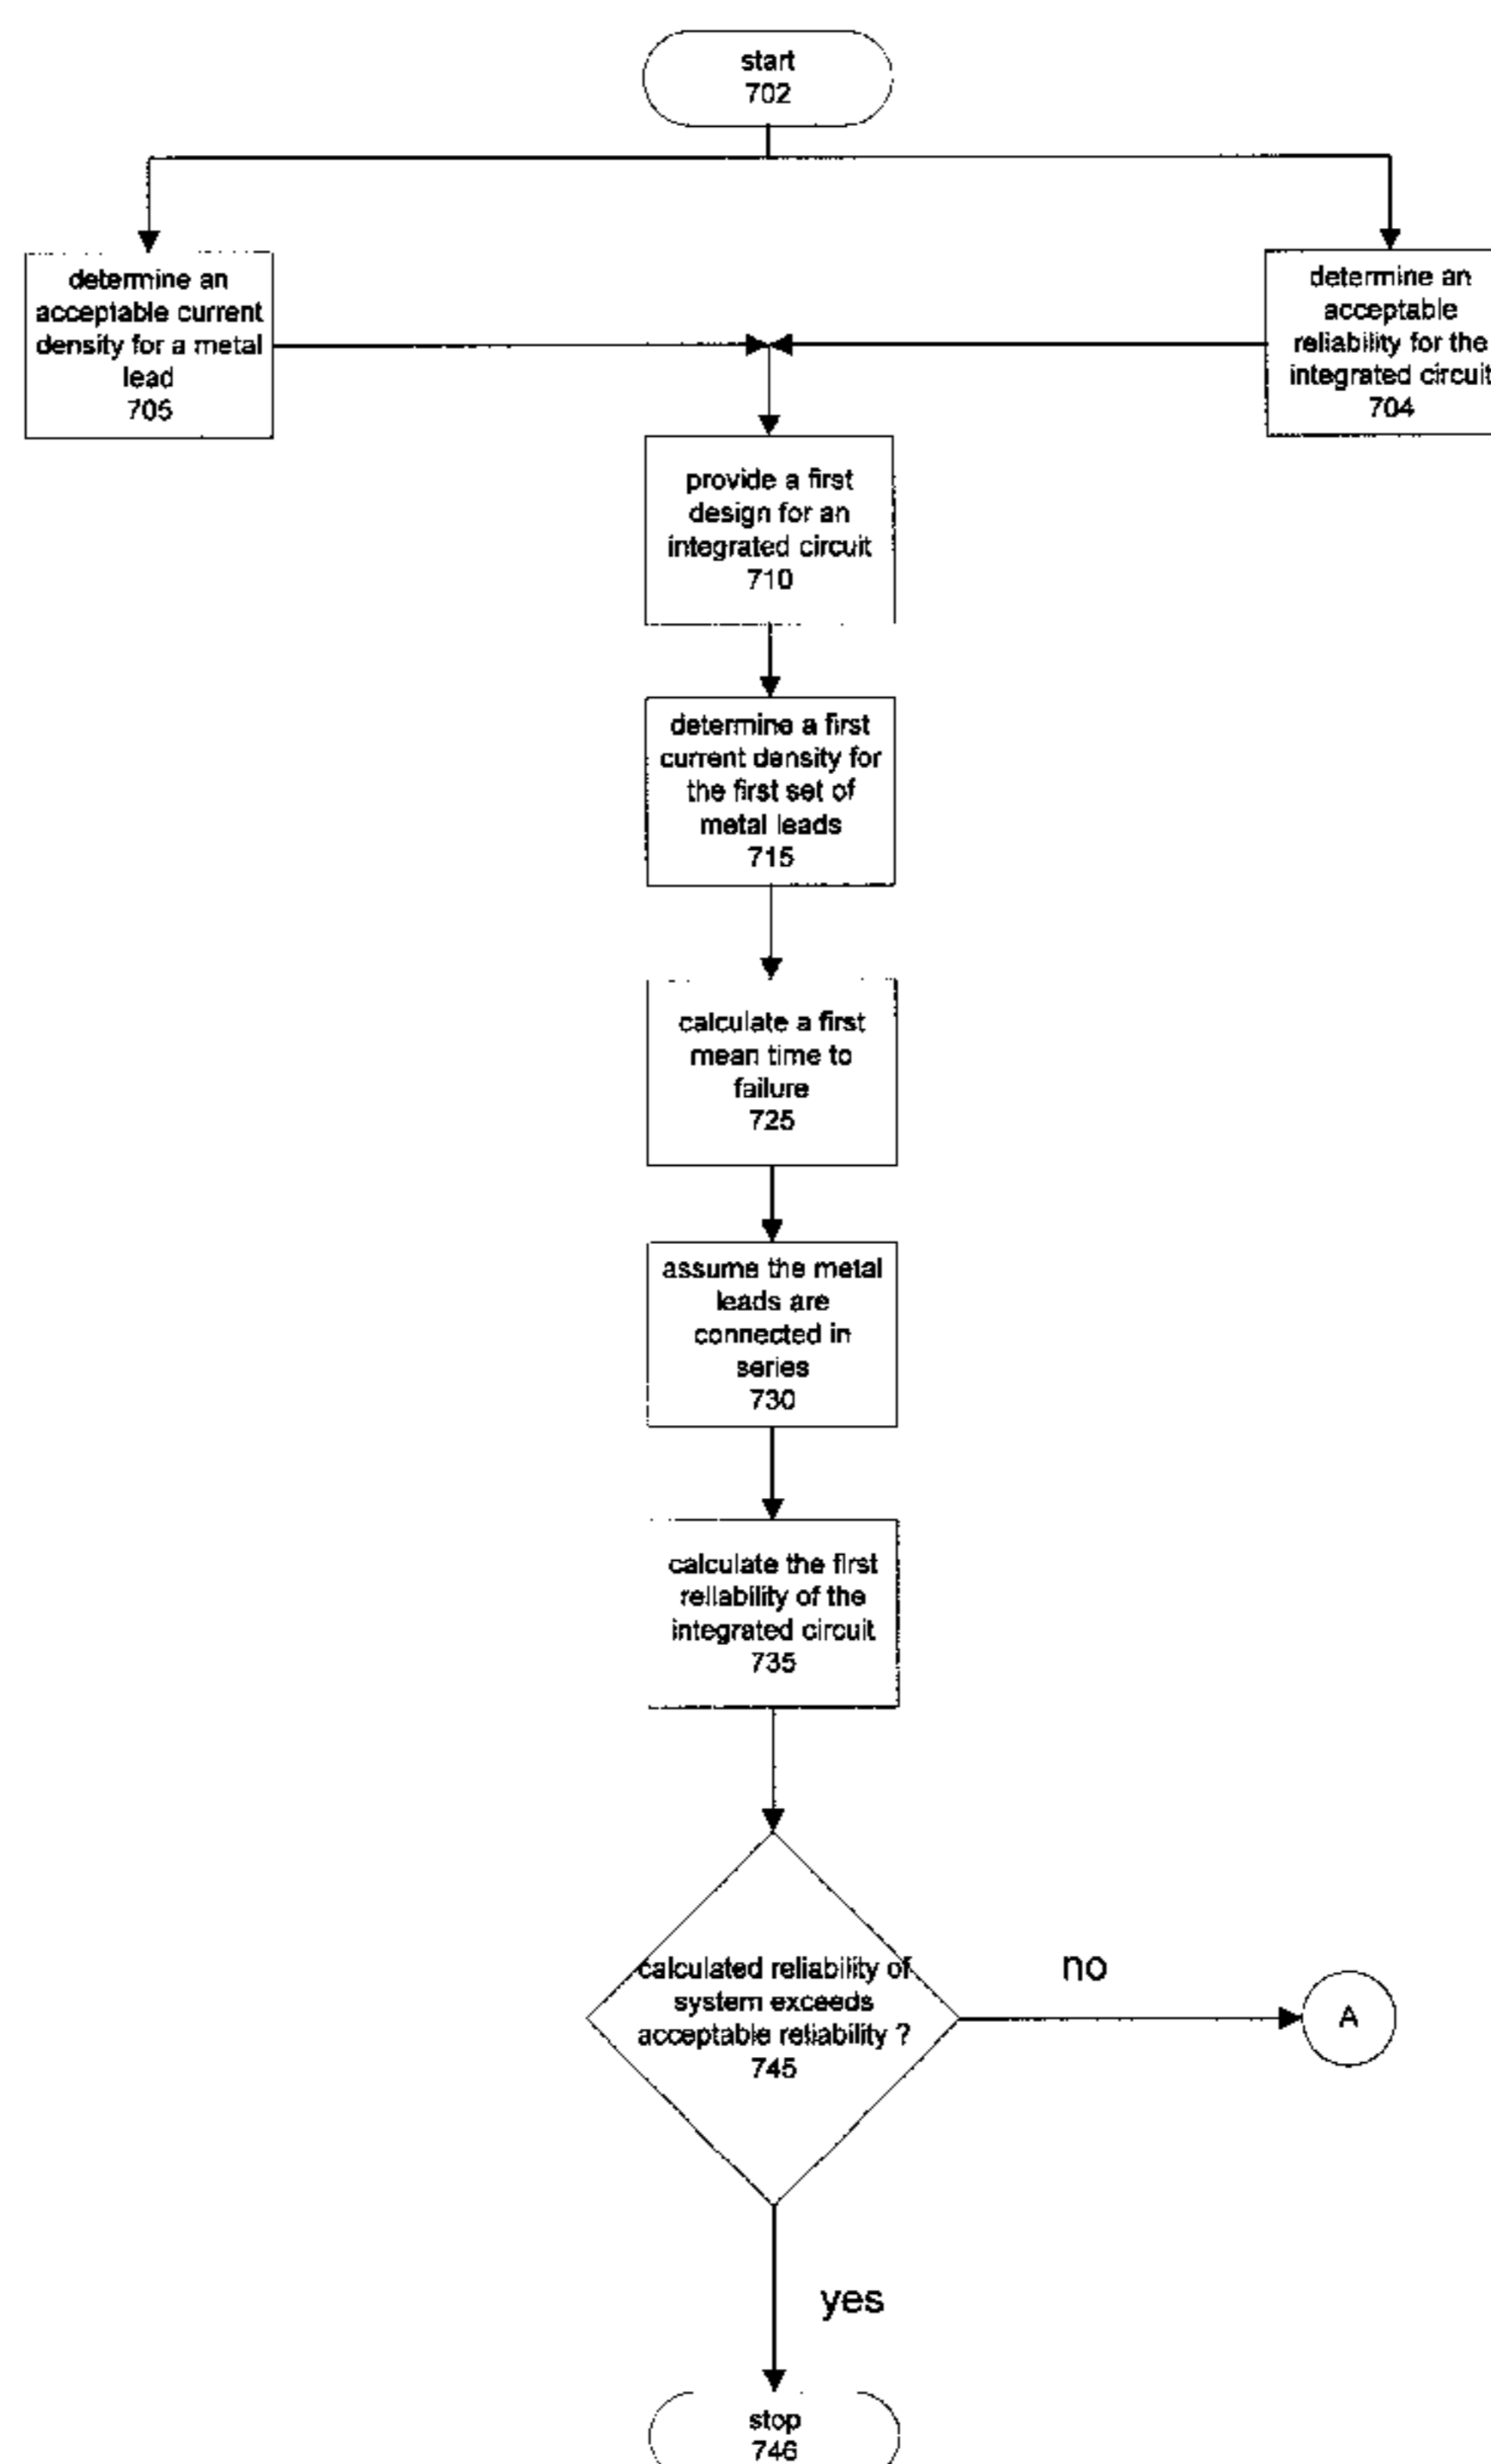 start
702
determine an
acceptable current
density for a metal
lead
705
determine an
acceptable
reliability for the
integrated circuit
704
provide a first
design for an
integrated circuit
710
determine a first
current density for
the first set of
metal leads
715
calculate a first
mean time to
failure
725
assume the metal
leads are
connected in
series
730
calculate the first
reliability of the
integrated circuit
735
calculated reliability of
system exceeds
acceptable reliability ?
745
no
A
yes
stop
746